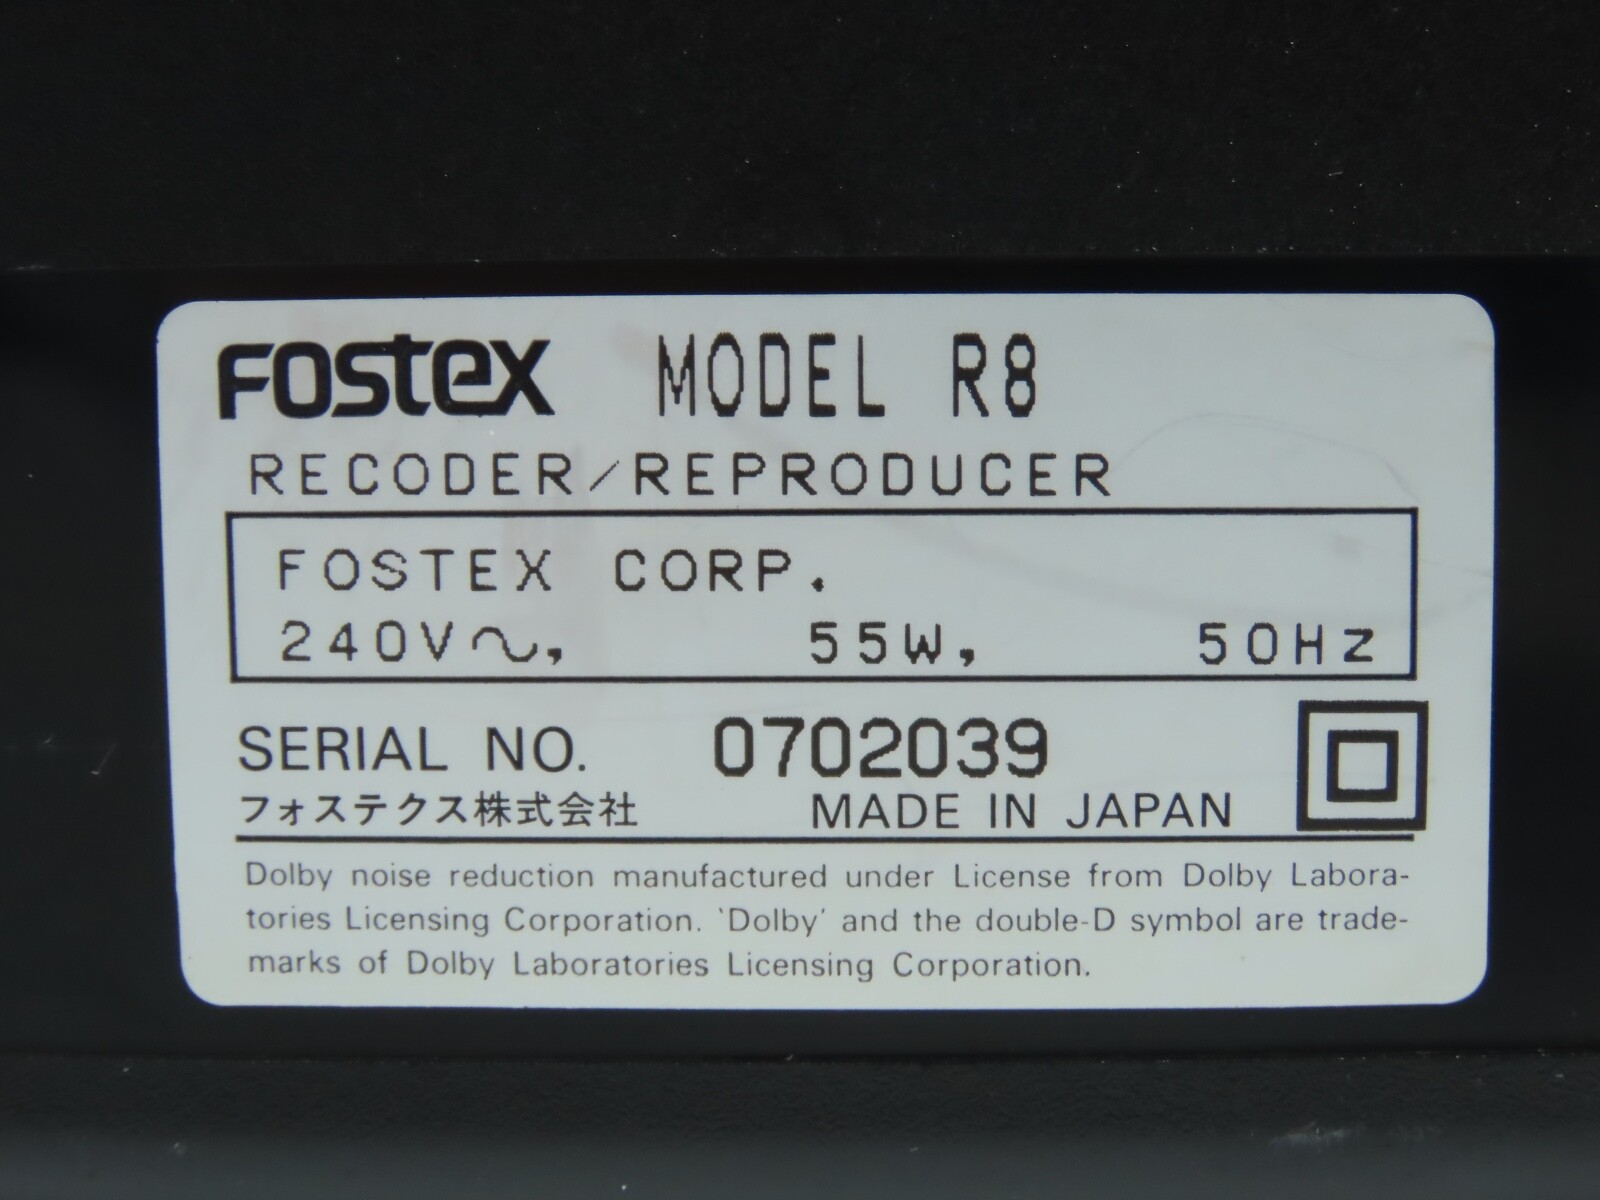 FOSTEX MODEL R8
RECODER/REPRODUCER
FOSTEX CORP.
240V∿, 55W, 50Hz
SERIAL NO. 0702039
フォステクス株式会社 MADE IN JAPAN
Dolby noise reduction manufactured under License from Dolby Labora-
tories Licensing Corporation. 'Dolby' and the double-D symbol are trade-
marks of Dolby Laboratories Licensing Corporation.